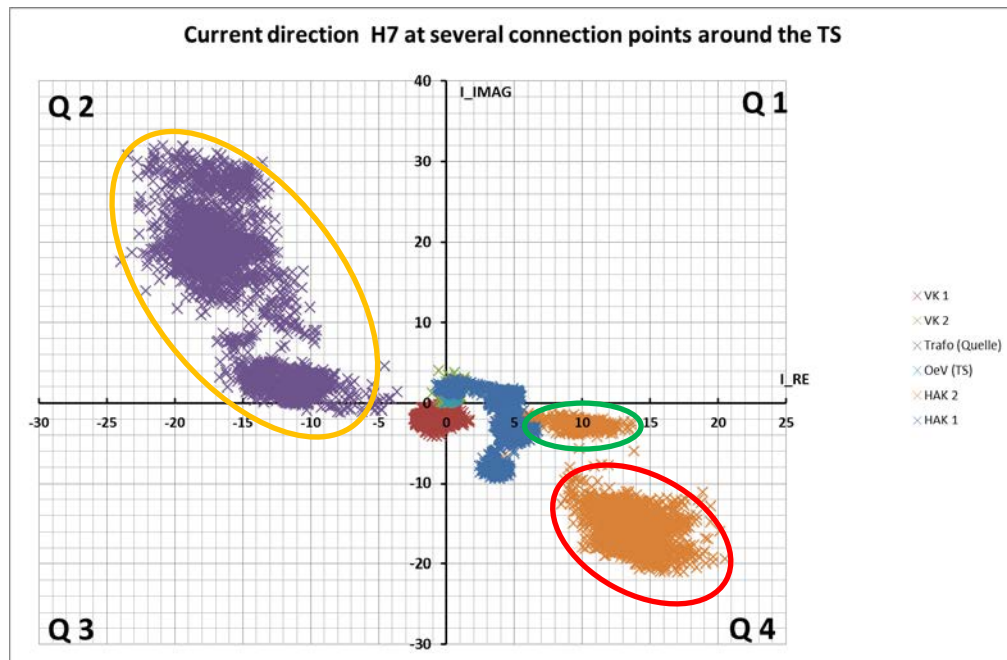 Current direction H7 at several connection points around the TS
Q 2
Q 1
I_IMAG
40
30
20
10
0
-10
-20
-30
I_RE
-30 -25 -20 -15 -10 -5 0 5 10 15 20 25
VK 1
VK 2
Trafo (Quelle)
OeV (TS)
HAK 2
HAK 1
Q 3
Q 4